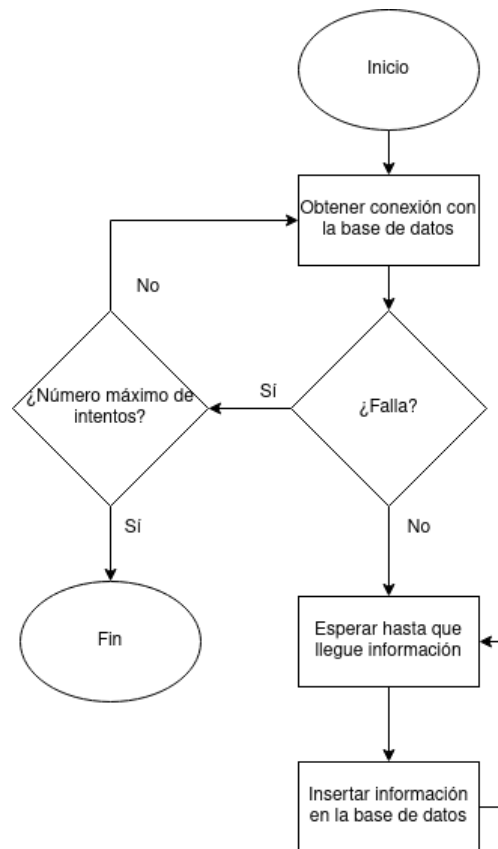 Inicio
Obtener conexión con
la base de datos
No
¿Número máximo de
intentos?
Sí
¿Falla?
Sí
No
Fin
Esperar hasta que
llegue información
Insertar información
en la base de datos